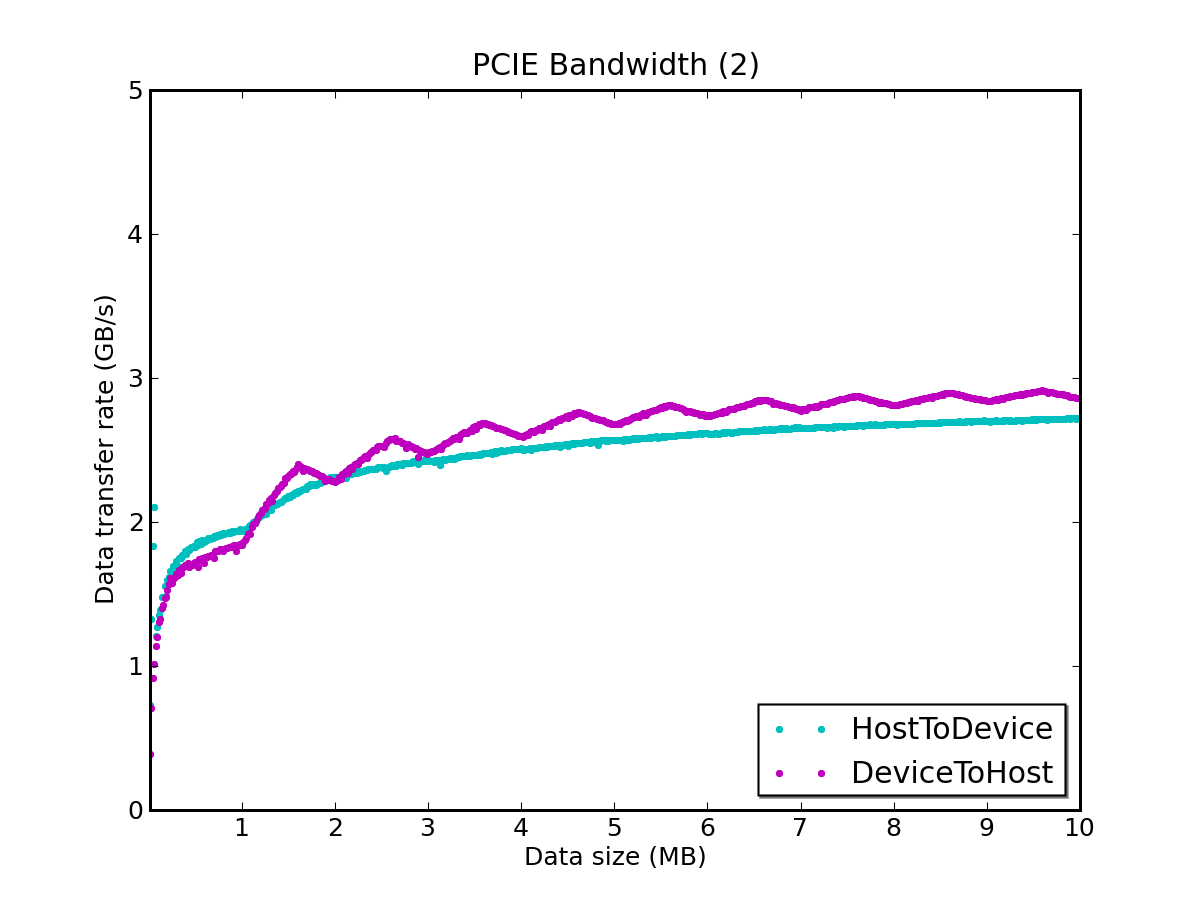 PCIE Bandwidth (2)
Data transfer rate (GB/s)
5
4
3
2
1
0
1 2 3 4 5 6 7 8 9 10
Data size (MB)
HostToDevice
DeviceToHost